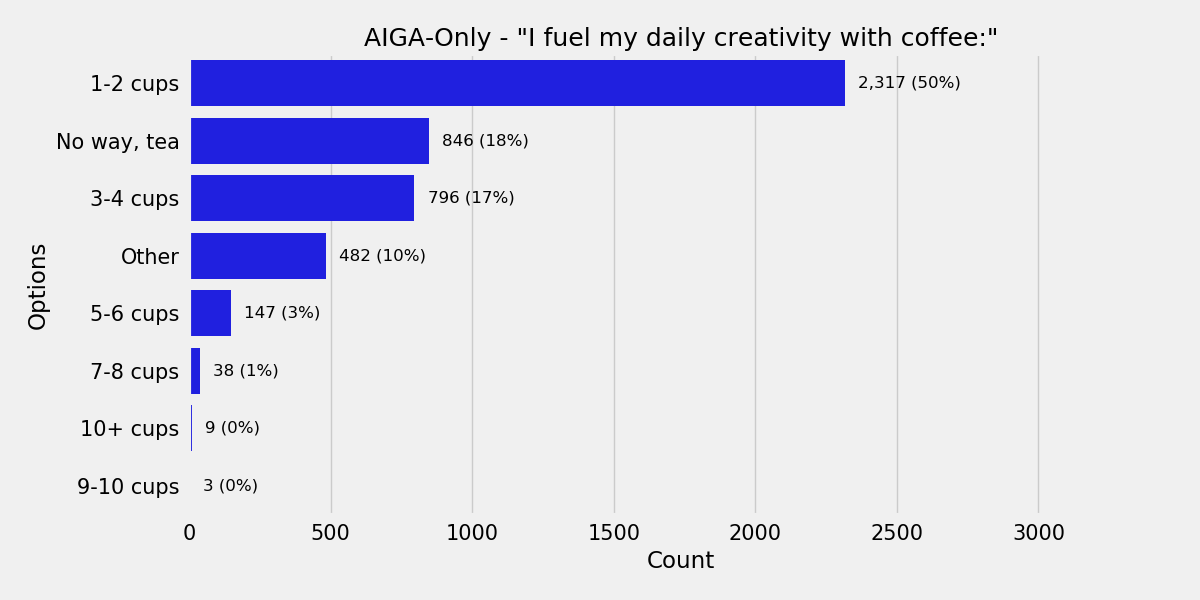 AIGA-Only - "I fuel my daily creativity with coffee:"
1-2 cups 2,317 (50%)
No way, tea 846 (18%)
3-4 cups 796 (17%)
Other 482 (10%)
5-6 cups 147 (3%)
7-8 cups 38 (1%)
10+ cups 9 (0%)
9-10 cups 3 (0%)
Options
0 500 1000 1500 2000 2500 3000
Count